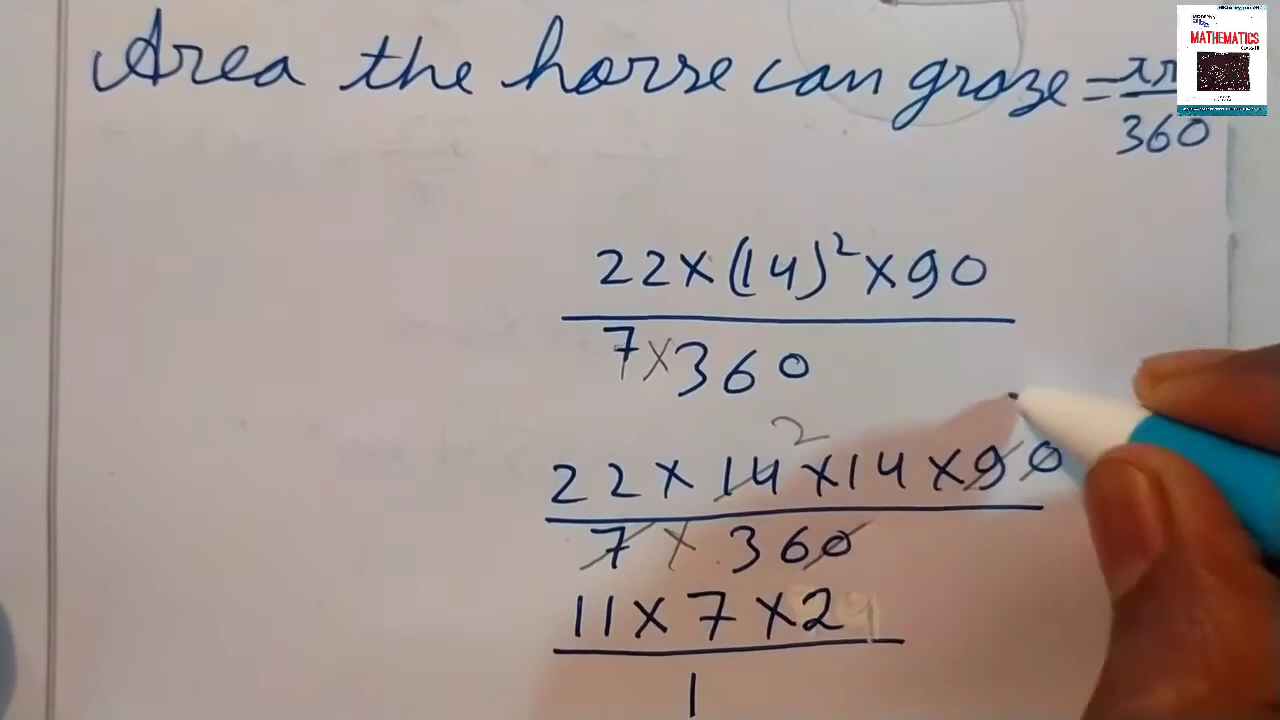 Area the horse can graze = πr
360
MATHEMATICS
22 × (14)² × 90
7 × 360
2
22 × 14 × 14 × 90
7 × 360
11 × 7 × 2
1